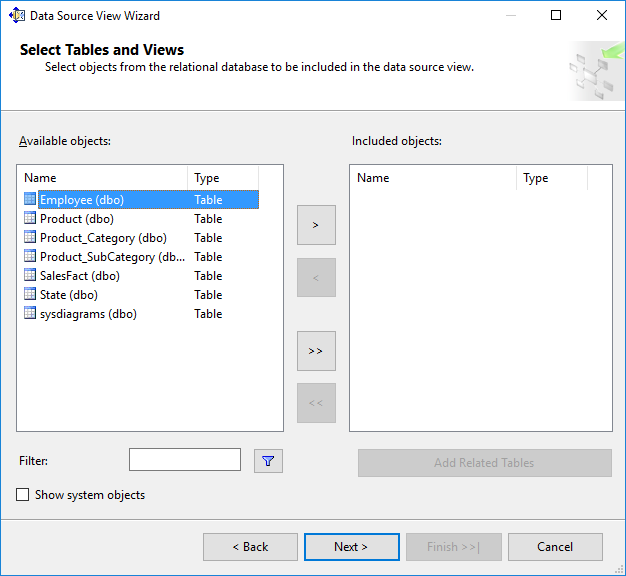 Data Source View Wizard
Select Tables and Views
Select objects from the relational database to be included in the data source view.
Available objects:
Included objects:
Name Type
Name Type
Employee (dbo) Table
Product (dbo) Table
Product_Category (dbo) Table
Product_SubCategory (db... Table
SalesFact (dbo) Table
State (dbo) Table
sysdiagrams (dbo) Table
>
<
>>
<<
Filter:
Add Related Tables
Show system objects
< Back
Next >
Finish >>|
Cancel